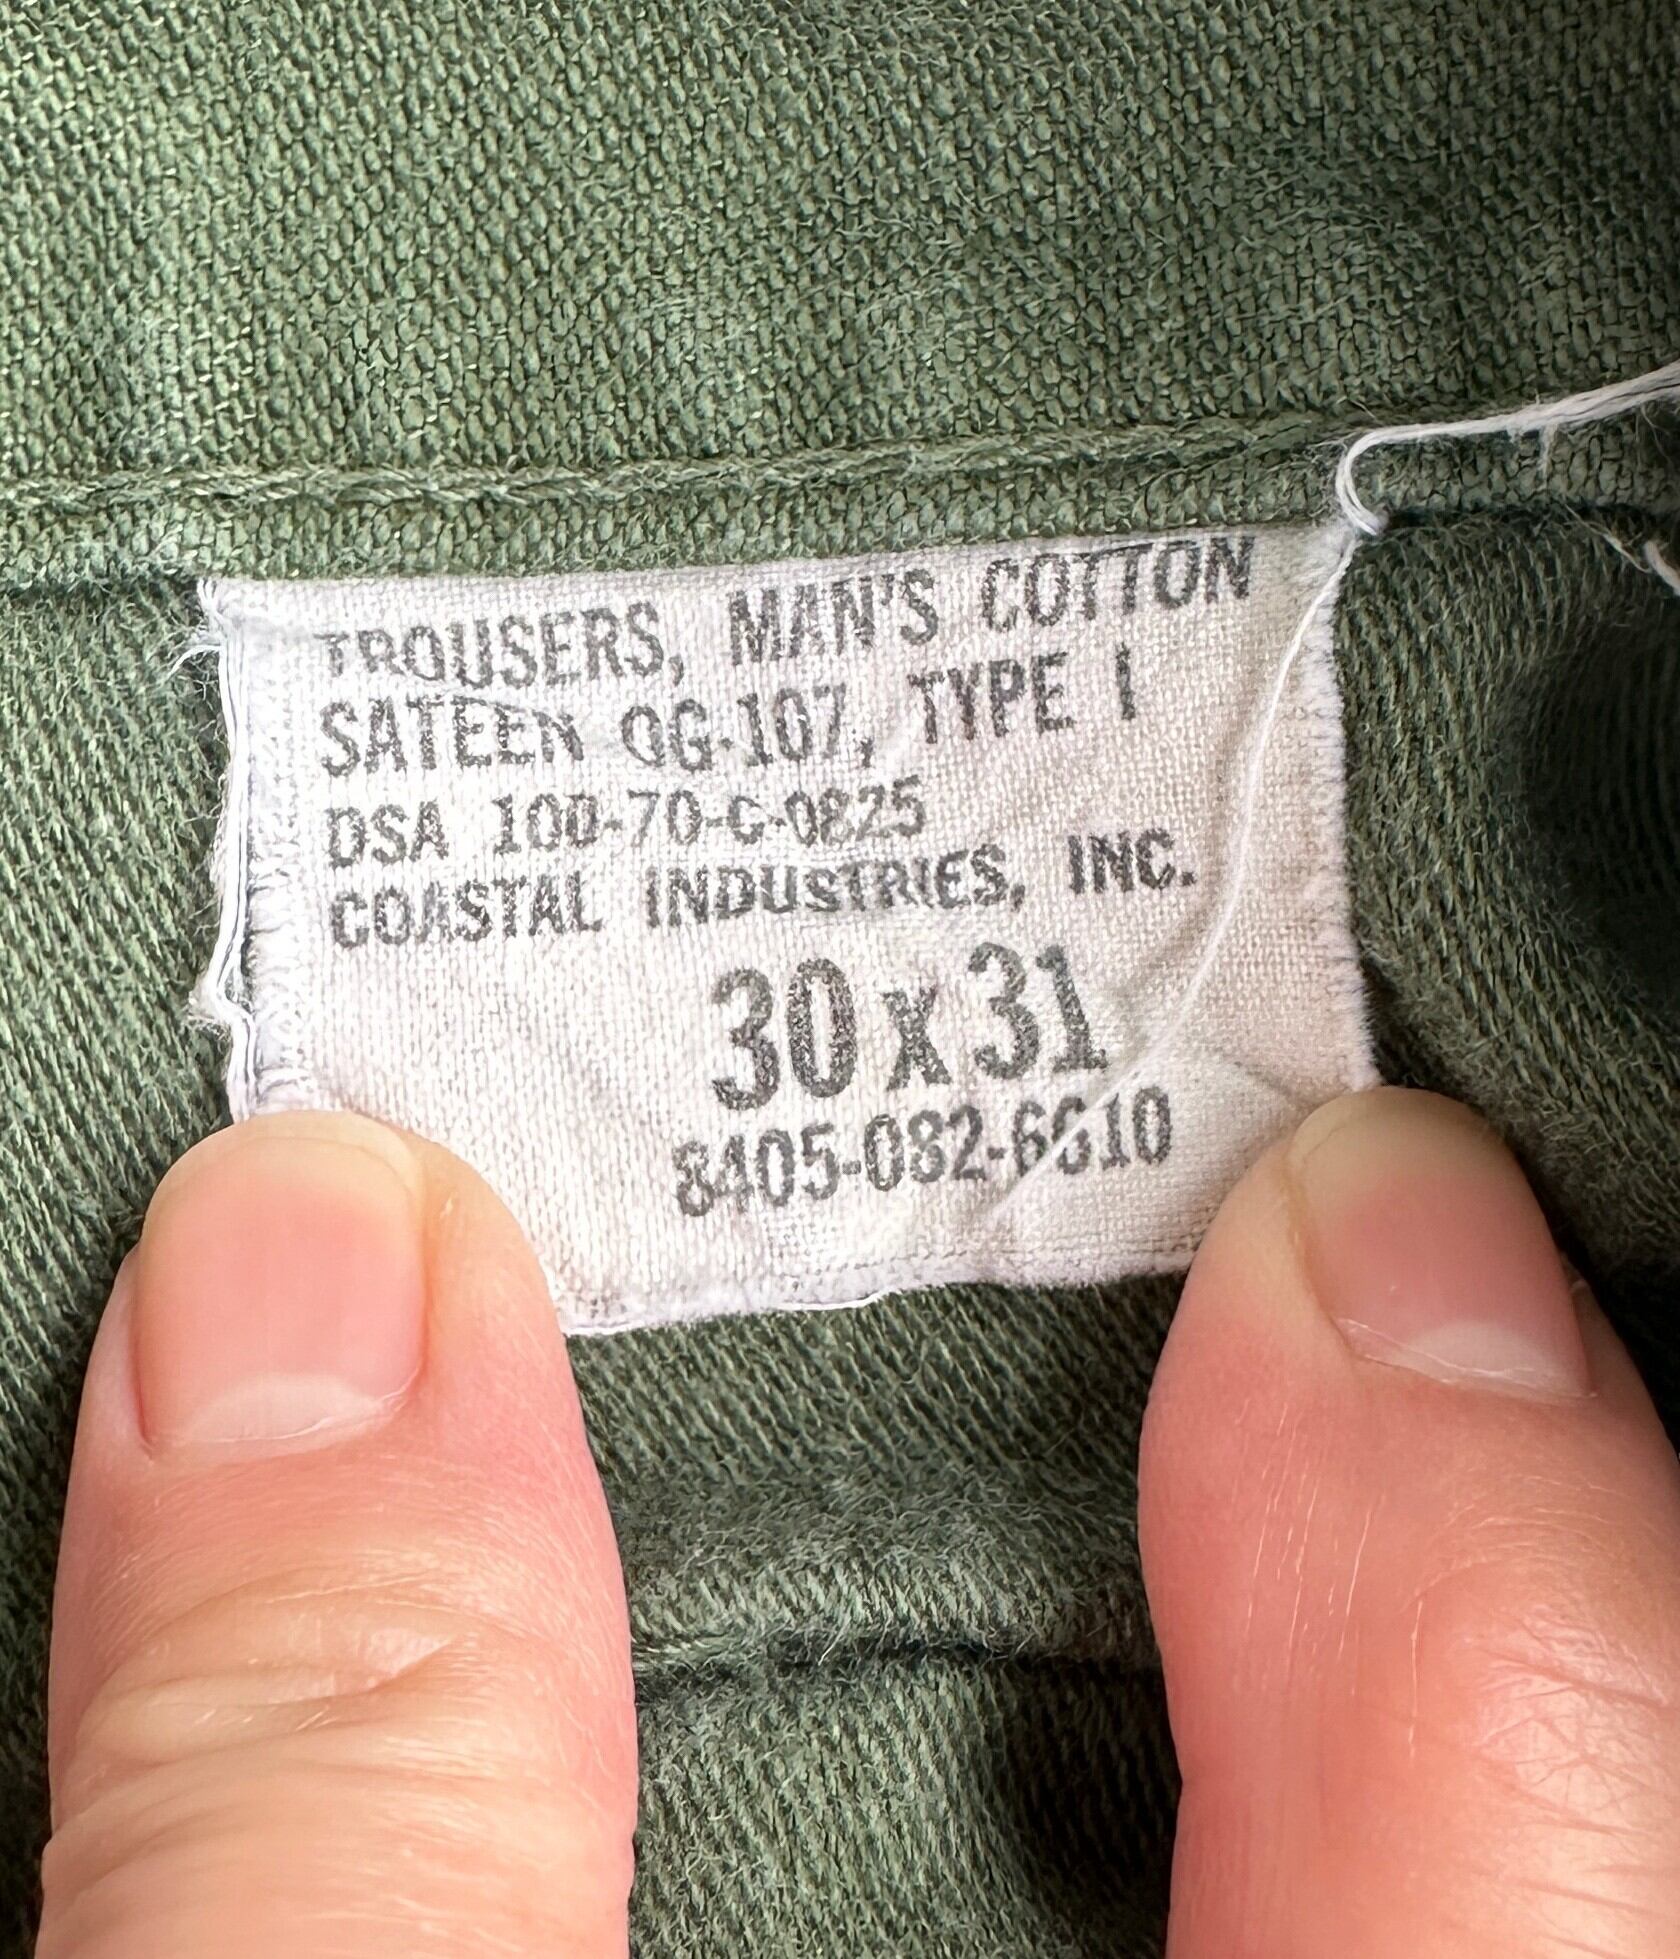 TROUSERS, MAN'S COTTON
SATEEN OG-107, TYPE I
DSA 100-70-C-0825
COASTAL INDUSTRIES, INC.
30 x 31
8405-082-6610